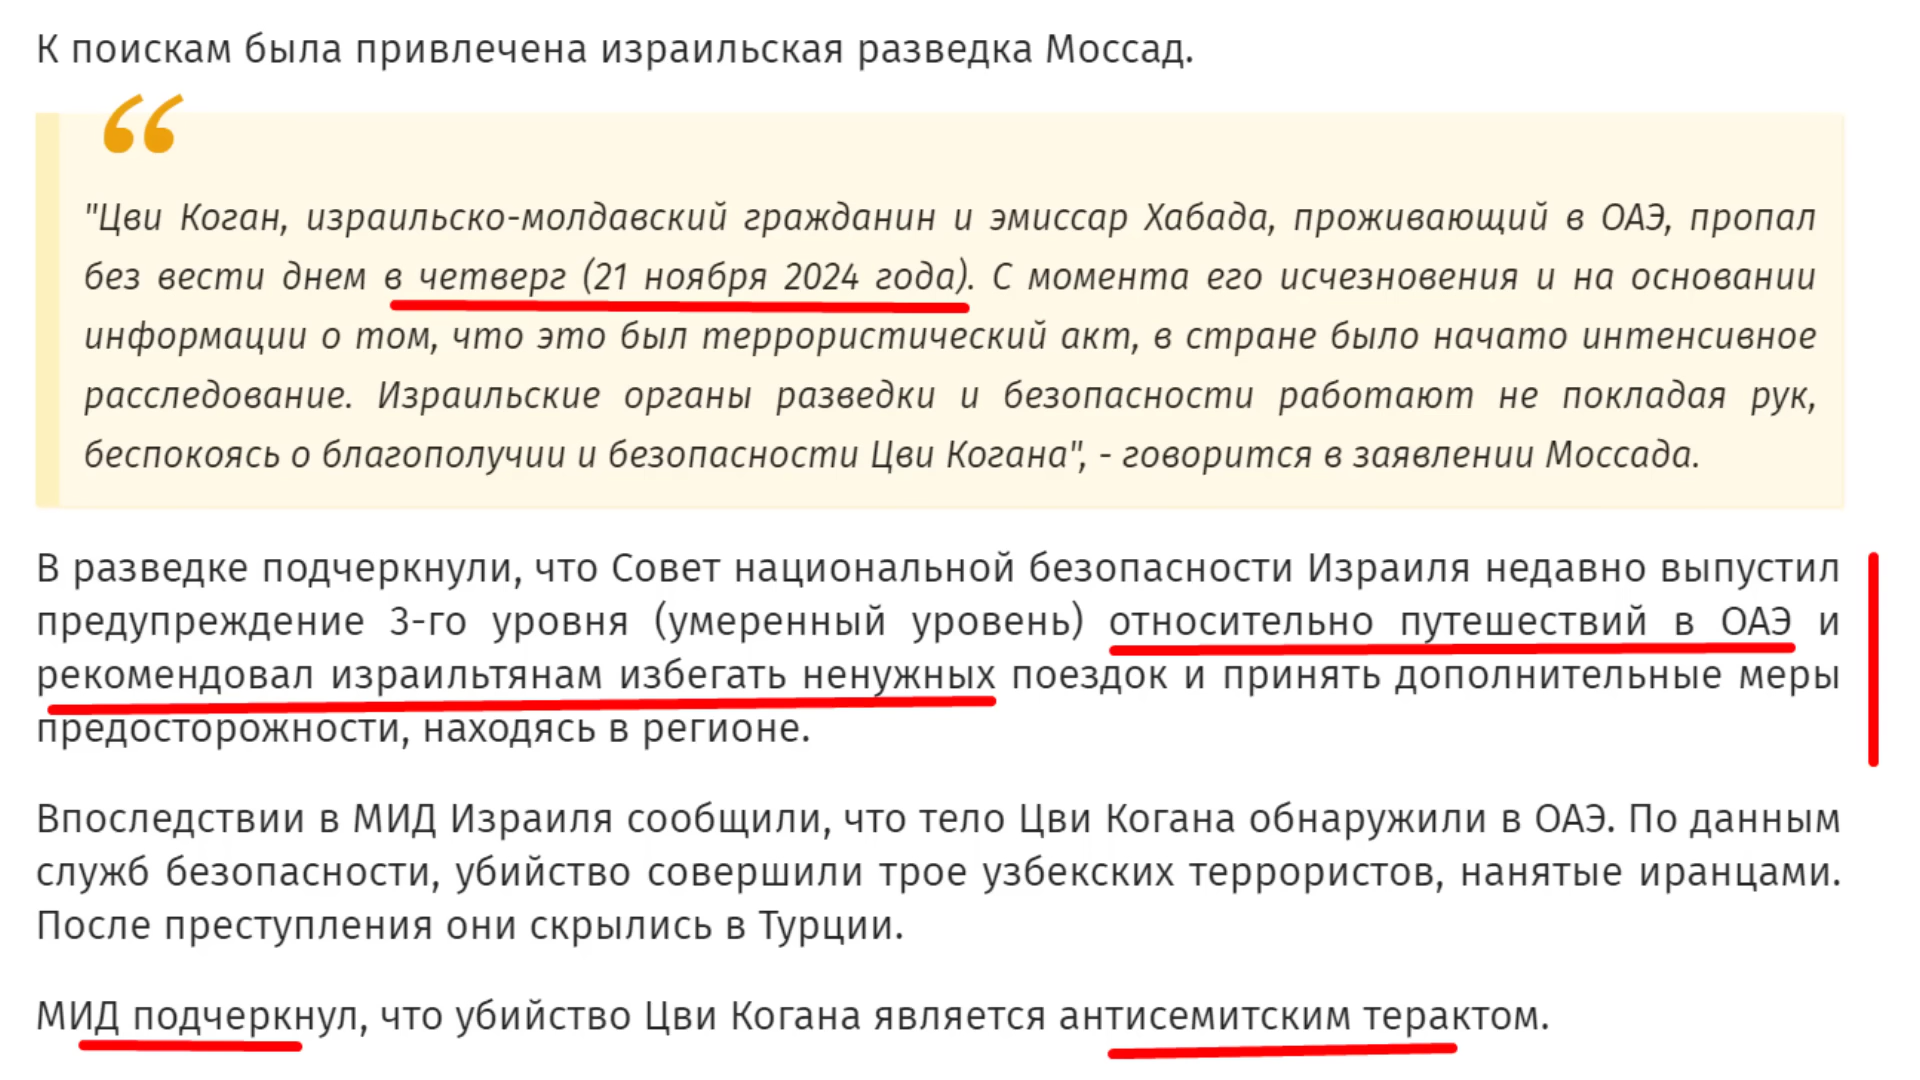 К поискам была привлечена израильская разведка Моссад.
“
"Цви Коган, израильско-молдавский гражданин и эмиссар Хабада, проживающий в ОАЭ, пропал
без вести днем в четверг (21 ноября 2024 года). С момента его исчезновения и на основании
информации о том, что это был террористический акт, в стране было начато интенсивное
расследование. Израильские органы разведки и безопасности работают не покладая рук,
беспокоясь о благополучии и безопасности Цви Когана", - говорится в заявлении Моссада.
В разведке подчеркнули, что Совет национальной безопасности Израиля недавно выпустил
предупреждение 3-го уровня (умеренный уровень) относительно путешествий в ОАЭ и
рекомендовал израильтянам избегать ненужных поездок и принять дополнительные меры
предосторожности, находясь в регионе.
Впоследствии в МИД Израиля сообщили, что тело Цви Когана обнаружили в ОАЭ. По данным
служб безопасности, убийство совершили трое узбекских террористов, нанятые иранцами.
После преступления они скрылись в Турции.
МИД подчеркнул, что убийство Цви Когана является антисемитским терактом.